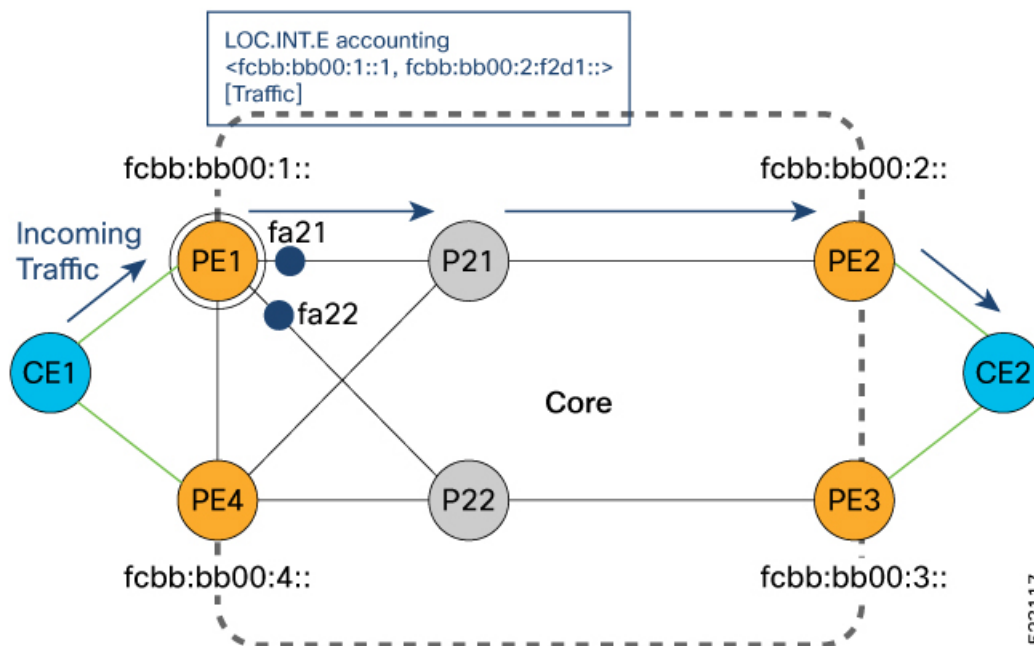 LOC.INT.E accounting
<fcbb:bb00:1::1, fcbb:bb00:2:f2d1::>
[Traffic]
fcbb:bb00:1::
fcbb:bb00:2::
Incoming
Traffic
fa21
PE1
P21
PE2
fa22
CE1
CE2
Core
PE4
P22
PE3
fcbb:bb00:4::
fcbb:bb00:3::